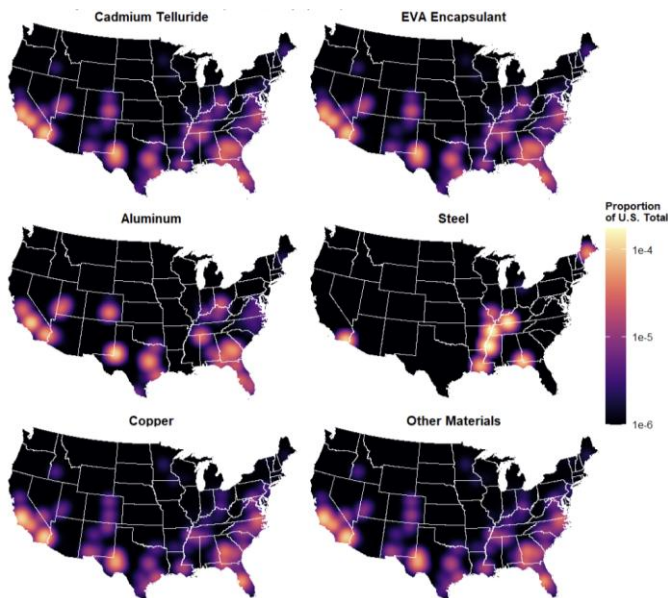 Cadmium Telluride
EVA Encapsulant
Aluminum
Steel
Proportion
of U.S. Total
1e-4
1e-5
1e-6
Copper
Other Materials